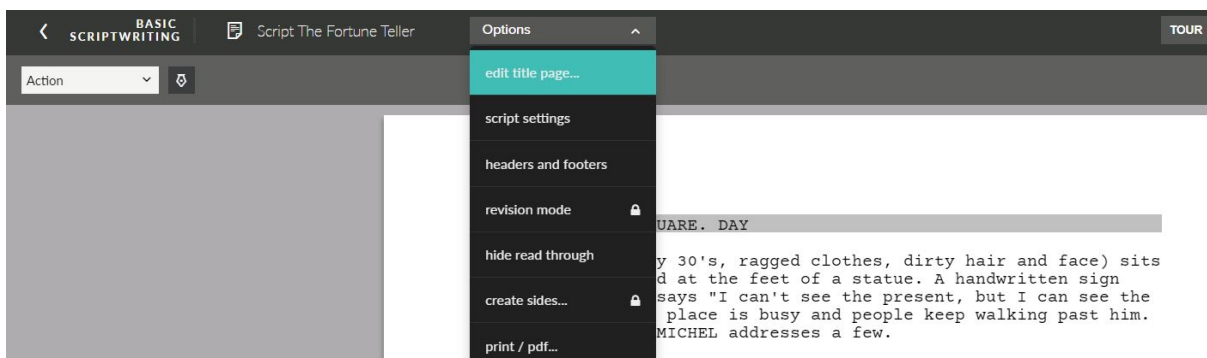 BASIC
SCRIPTWRITING
Script The Fortune Teller
Options
TOUR
Action
edit title page...
script settings
headers and footers
revision mode
hide read through
create sides...
print / pdf...
UARE. DAY
y 30's, ragged clothes, dirty hair and face) sits
d at the feet of a statue. A handwritten sign
says "I can't see the present, but I can see the
place is busy and people keep walking past him.
MICHEL addresses a few.